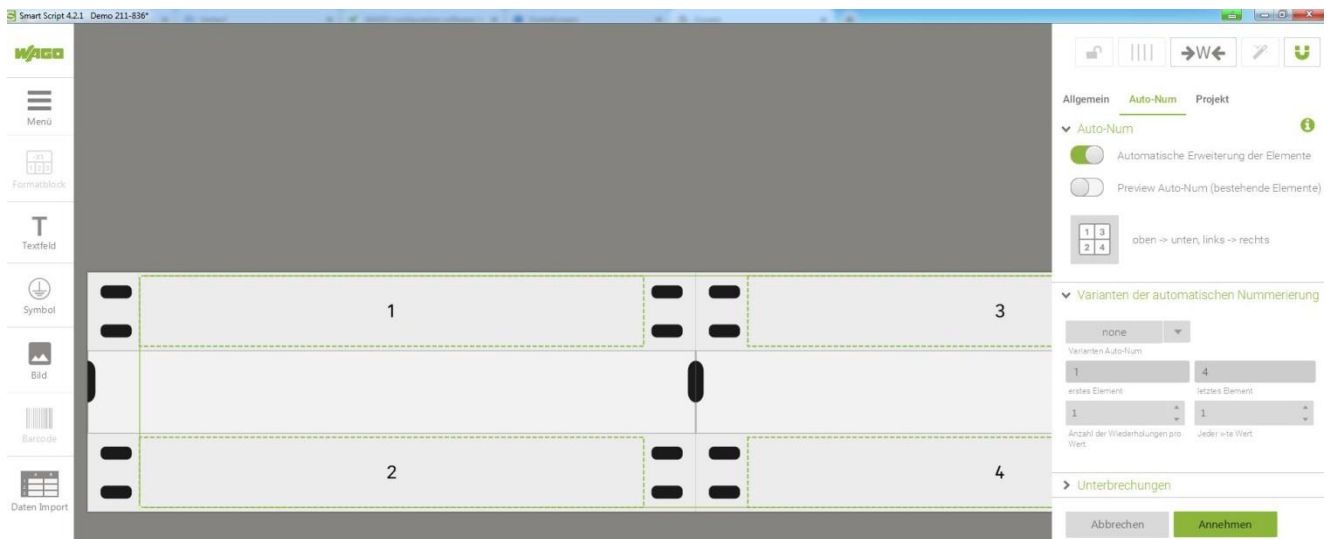 Smart Script 4.2.1 Demo 211-836*
WAGO
Menü
Formatblock
T
Textfeld
Symbol
Bild
Barcode
Daten Import
1
3
2
4
→W←
Allgemein Auto-Num Projekt
Auto-Num
Automatische Erweiterung der Elemente
Preview Auto-Num (bestehende Elemente)
1 3
2 4
oben -> unten, links -> rechts
Varianten der automatischen Nummerierung
none
Varianten Auto-Num
1 4
erstes Element letztes Element
1 1
Anzahl der Wiederholungen pro Jeder x-te Wert
Wert
Unterbrechungen
Abbrechen Annehmen